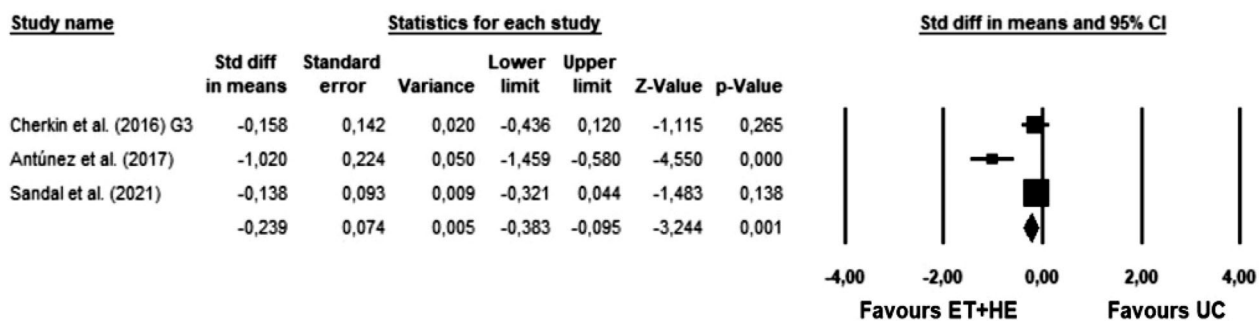 Study name Statistics for each study Std diff in means and 95% CI
Std diff in means Standard error Variance Lower limit Upper limit Z-Value p-Value
Cherkin et al. (2016) G3 -0,158 0,142 0,020 -0,436 0,120 -1,115 0,265
Antúnez et al. (2017) -1,020 0,224 0,050 -1,459 -0,580 -4,550 0,000
Sandal et al. (2021) -0,138 0,093 0,009 -0,321 0,044 -1,483 0,138
-0,239 0,074 0,005 -0,383 -0,095 -3,244 0,001
-4,00 -2,00 0,00 2,00 4,00
Favours ET+HE Favours UC